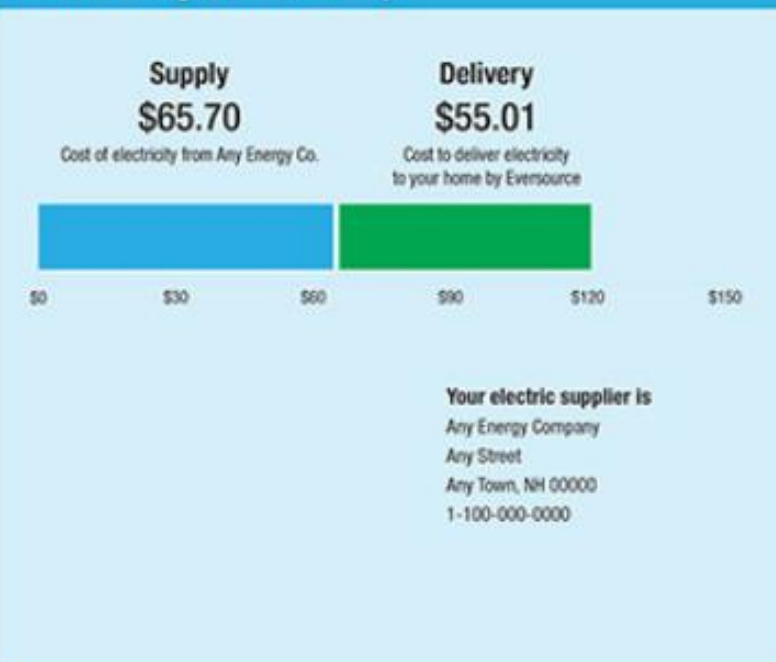 Supply
$65.70
Cost of electricity from Any Energy Co.
Delivery
$55.01
Cost to deliver electricity
to your home by Eversource
$0 $30 $60 $90 $120 $150
Your electric supplier is
Any Energy Company
Any Street
Any Town, NH 00000
1-100-000-0000